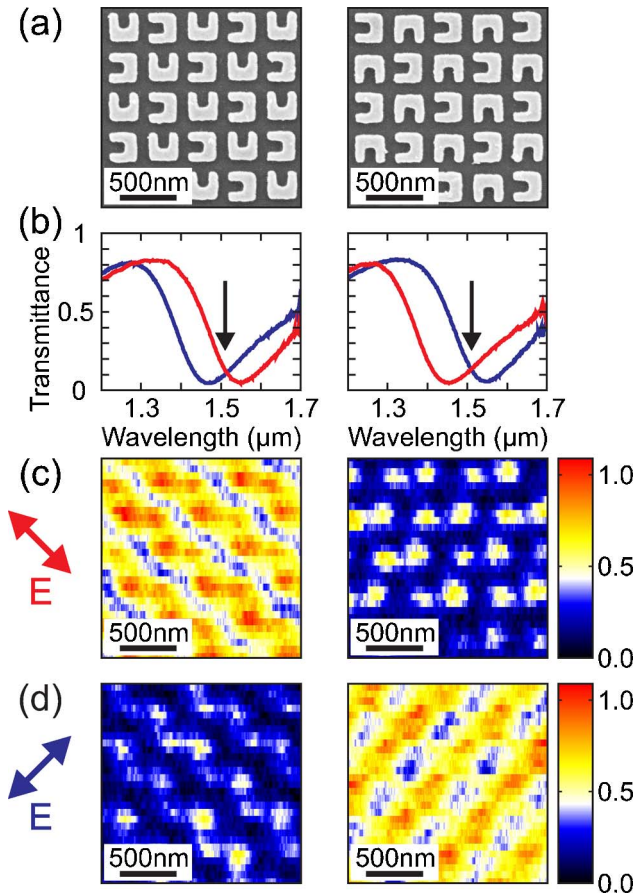 (a)
500nm 500nm
(b)
Transmittance
1
0.5
0
1.3 1.5 1.7 1.3 1.5 1.7
Wavelength (µm) Wavelength (µm)
(c)
E
500nm 500nm
1.0
0.5
0.0
(d)
E
500nm 500nm
1.0
0.5
0.0